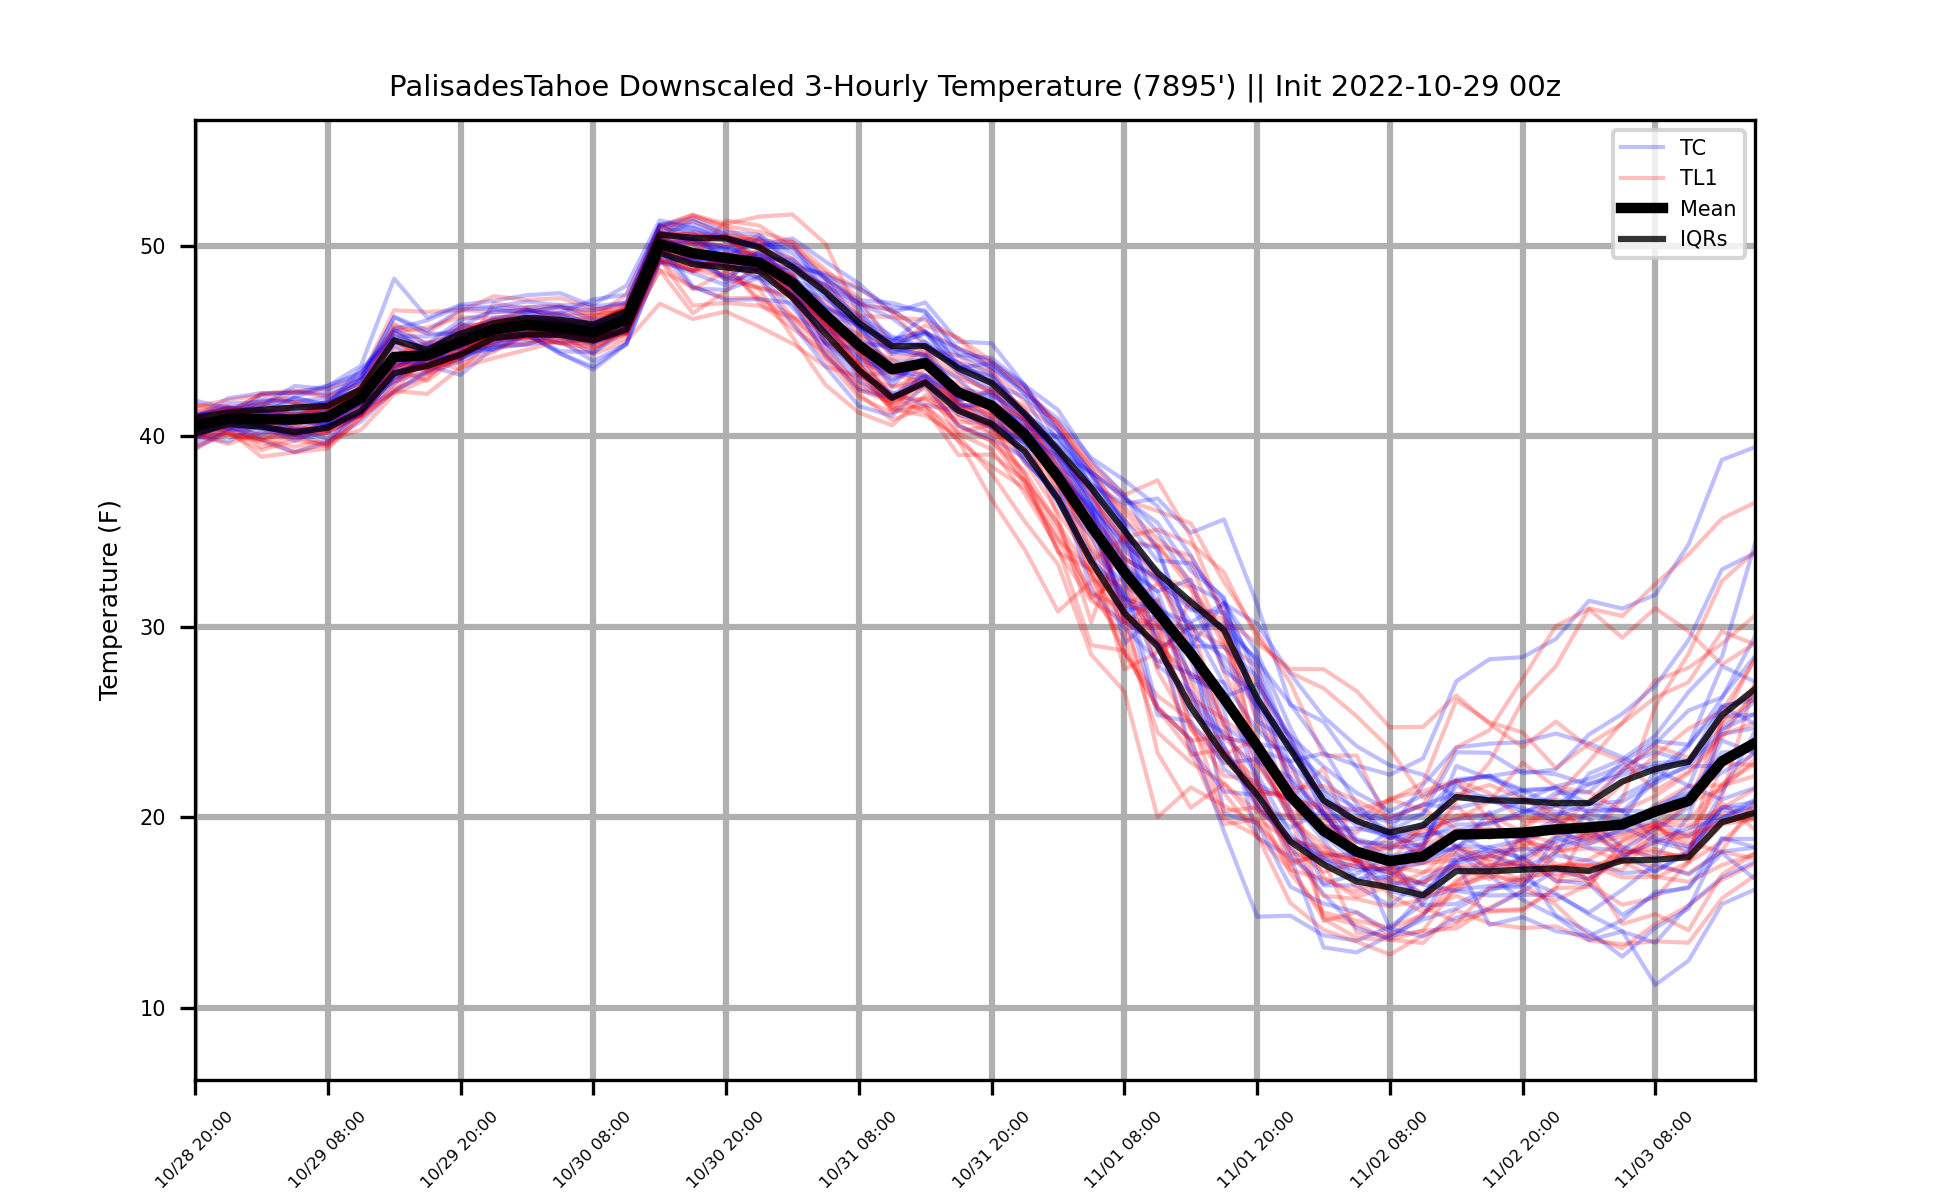 PalisadesTahoe Downscaled 3-Hourly Temperature (7895') || Init 2022-10-29 00z
TC
TL1
Mean
IQRs
Temperature (F)
50
40
30
20
10
10/28 20:00
10/29 08:00
10/29 20:00
10/30 08:00
10/30 20:00
10/31 08:00
10/31 20:00
11/01 08:00
11/01 20:00
11/02 08:00
11/02 20:00
11/03 08:00